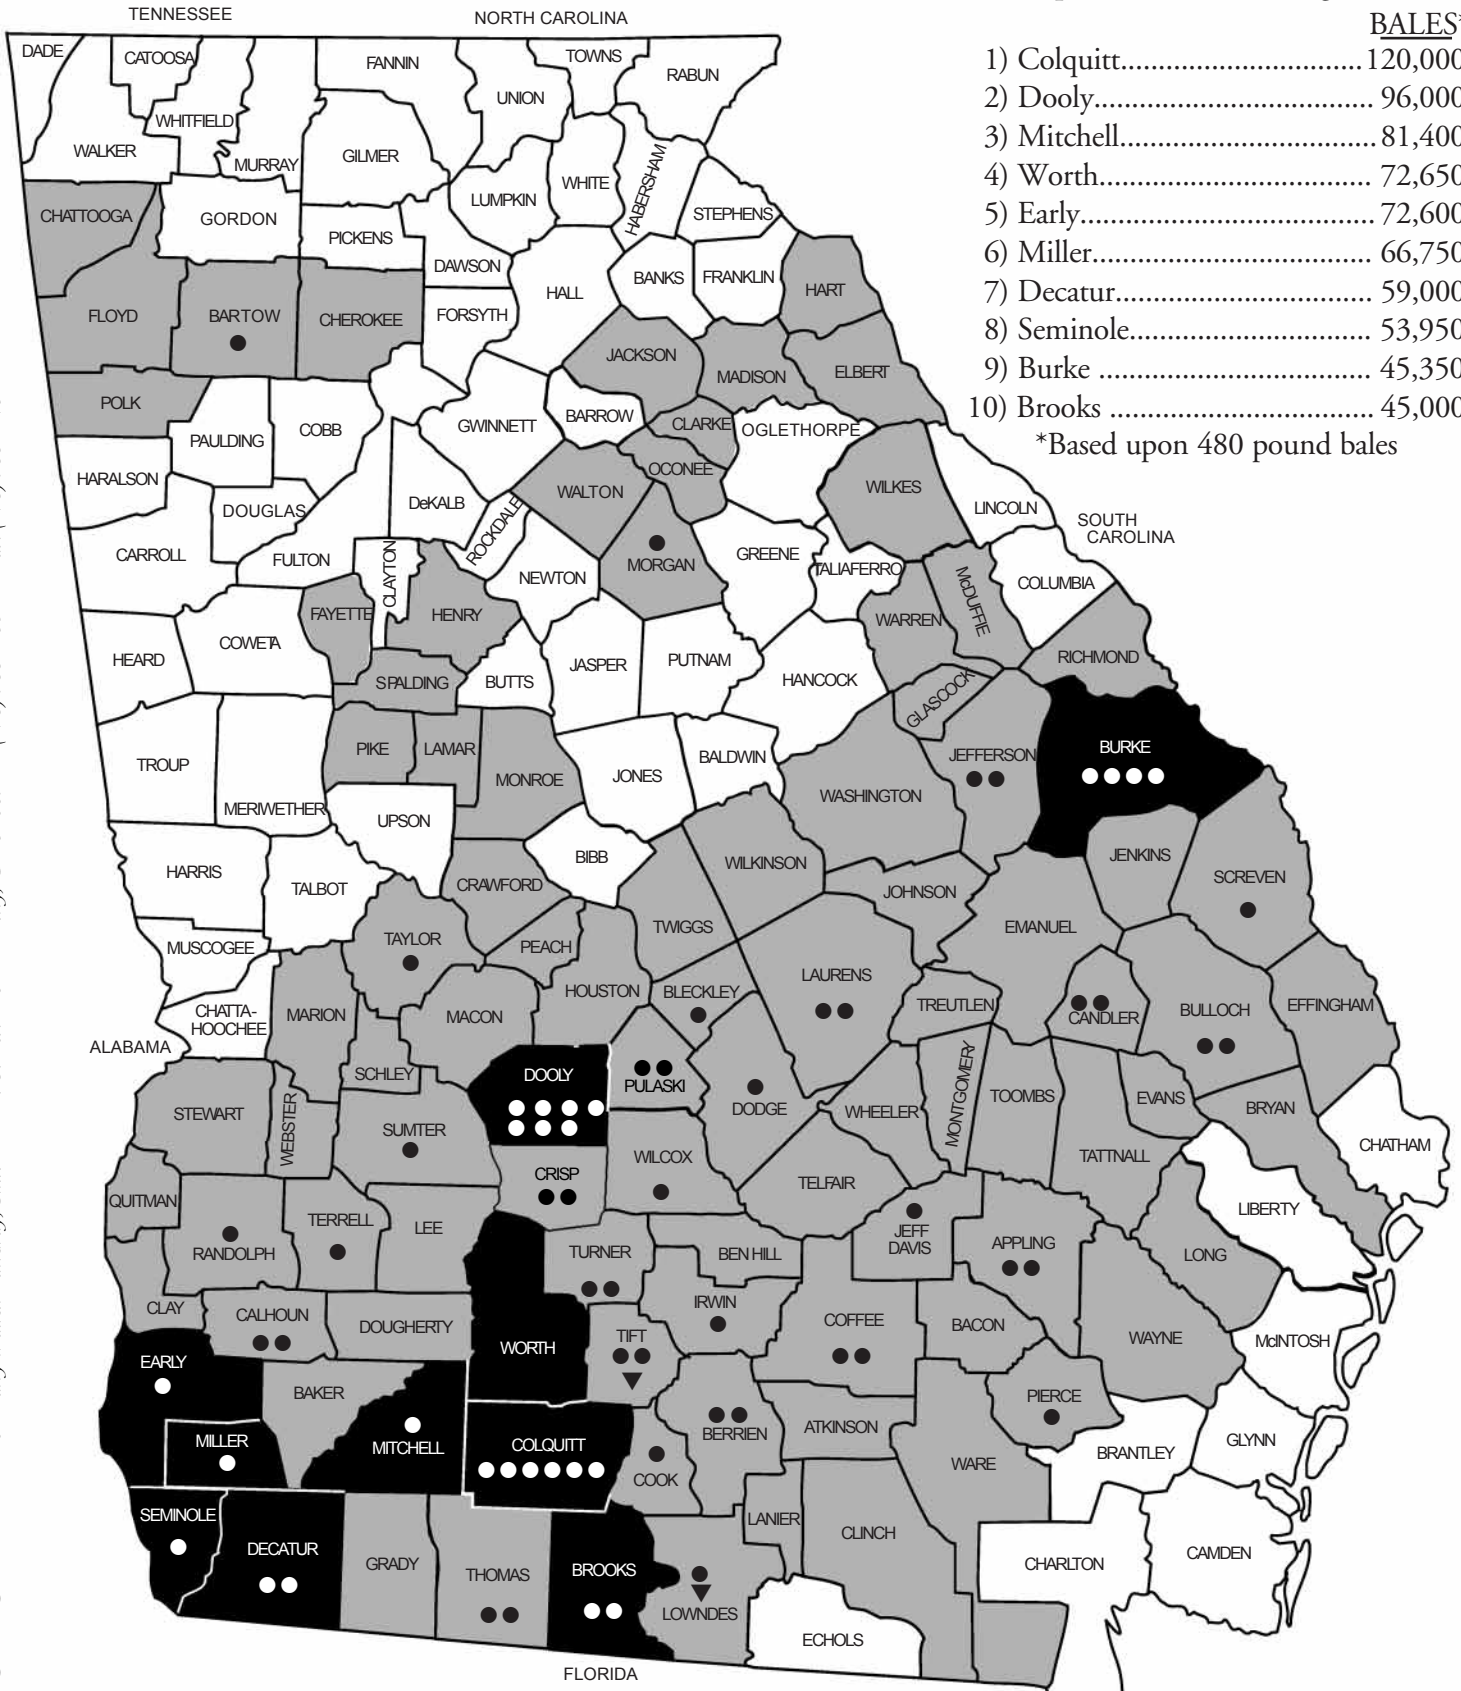 TENNESSEE
NORTH CAROLINA
BALES*
1) Colquitt..................................120,000
2) Dooly....................................... 96,000
3) Mitchell................................... 81,400
4) Worth...................................... 72,650
5) Early......................................... 72,600
6) Miller....................................... 66,750
7) Decatur.................................... 59,000
8) Seminole.................................. 53,950
9) Burke ...................................... 45,350
10) Brooks ..................................... 45,000
*Based upon 480 pound bales
DADE
CATOOSA
FANNIN
TOWNS
RABUN
UNION
WHITFIELD
WALKER
MURRAY
GILMER
WHITE
HABERSHAM
LUMPKIN
STEPHENS
CHATTOOGA
GORDON
PICKENS
DAWSON
BANKS
FRANKLIN
HALL
HART
FLOYD
BARTOW
CHEROKEE
FORSYTH
JACKSON
MADISON
ELBERT
POLK
PAULDING
COBB
GWINNETT
BARROW
CLARKE
OGLETHORPE
OCONEE
HARALSON
WALTON
WILKES
DOUGLAS
DeKALB
LINCOLN
ROCKDALE
SOUTH
CAROLINA
CARROLL
FULTON
CLAYTON
NEWTON
MORGAN
GREENE
TALIAFERRO
COLUMBIA
McDUFFIE
FAYETTE
HENRY
WARREN
COWETA
HEARD
SPALDING
BUTTS
JASPER
PUTNAM
HANCOCK
RICHMOND
GLASCOCK
TROUP
PIKE
LAMAR
MONROE
JONES
BALDWIN
JEFFERSON
BURKE
MERIWETHER
UPSON
WASHINGTON
HARRIS
TALBOT
BIBB
WILKINSON
JENKINS
CRAWFORD
JOHNSON
SCREVEN
MUSCOGEE
TAYLOR
PEACH
TWIGGS
EMANUEL
LAURENS
HOUSTON
BLECKLEY
TREUTLEN
CANDLER
BULLOCH
EFFINGHAM
CHATTA-
HOOCHEE
MARION
MACON
ALABAMA
SCHLEY
DOOLY
PULASKI
STEWART
WEBSTER
SUMTER
DODGE
WHEELER
MONTGOMERY
TOOMBS
EVANS
BRYAN
CHATHAM
CRISP
WILCOX
TATTNALL
QUITMAN
TELFAIR
LIBERTY
RANDOLPH
TERRELL
LEE
TURNER
BEN HILL
JEFF
DAVIS
APPLING
LONG
CLAY
CALHOUN
DOUGHERTY
IRWIN
COFFEE
BACON
WAYNE
McINTOSH
WORTH
TIFT
EARLY
BAKER
PIERCE
MILLER
MITCHELL
COLQUITT
BERRIEN
ATKINSON
COOK
WARE
BRANTLEY
GLYNN
SEMINOLE
DECATUR
GRADY
THOMAS
BROOKS
LANIER
CLINCH
CHARLTON
CAMDEN
LOWNDES
ECHOLS
FLORIDA